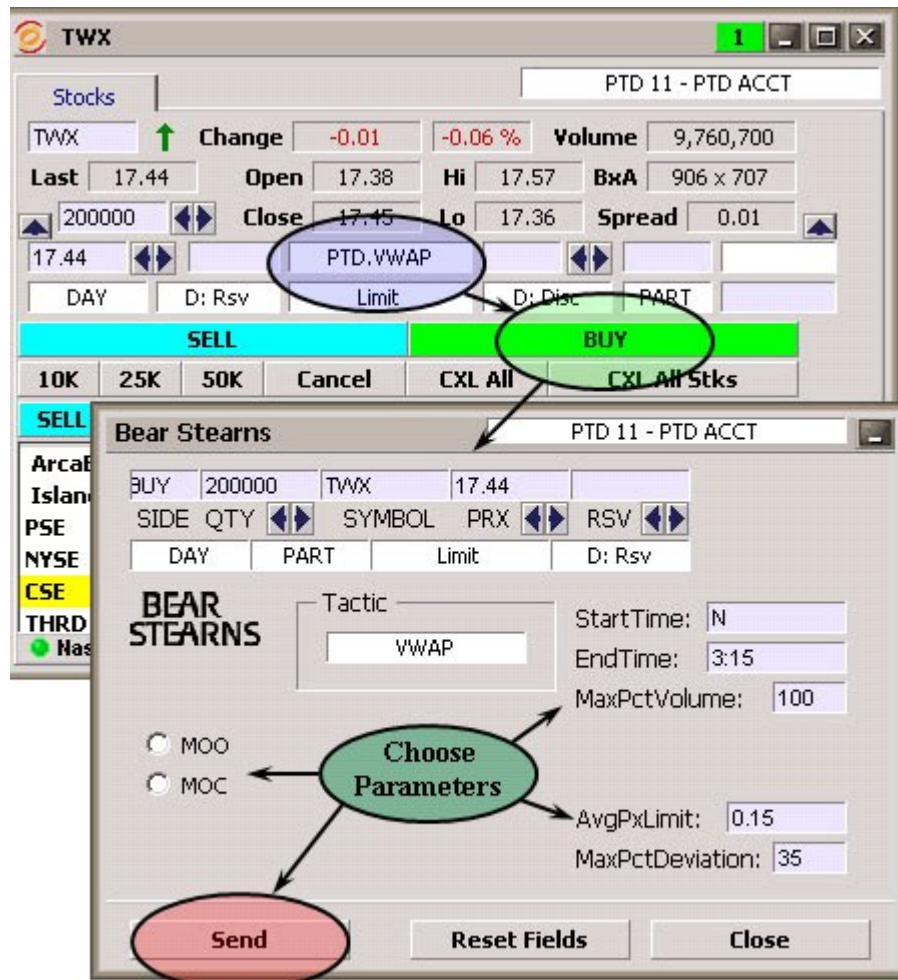 TWX 1
Stocks PTD 11 - PTD ACCT
TWX Change -0.01 -0.06 % Volume 9,760,700
Last 17.44 Open 17.38 Hi 17.57 BxA 906 x 707
200000 Close 17.45 Lo 17.36 Spread 0.01
17.44 PTD.VWAP
DAY D: Rsv Limit D: Disc PART
SELL BUY
10K 25K 50K Cancel CXL All CXL All Stks
SELL
ArcaE
Islan
PSE
NYSE
CSE
THRD
Nas
Bear Stearns PTD 11 - PTD ACCT
BUY 200000 TWX 17.44
SIDE QTY SYMBOL PRX RSV
DAY PART Limit D: Rsv
BEAR
STEARNS
Tactic
VWAP
StartTime: N
EndTime: 3:15
MaxPctVolume: 100
MOO
MOC
Choose
Parameters
AvgPxLimit: 0.15
MaxPctDeviation: 35
Send Reset Fields Close